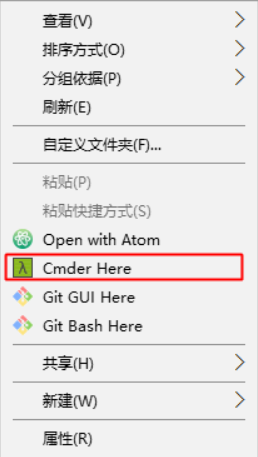 查看(V)
排序方式(O)
分组依据(P)
刷新(E)
自定义文件夹(F)...
粘贴(P)
粘贴快捷方式(S)
Open with Atom
λ Cmder Here
Git GUI Here
Git Bash Here
共享(H)
新建(W)
属性(R)